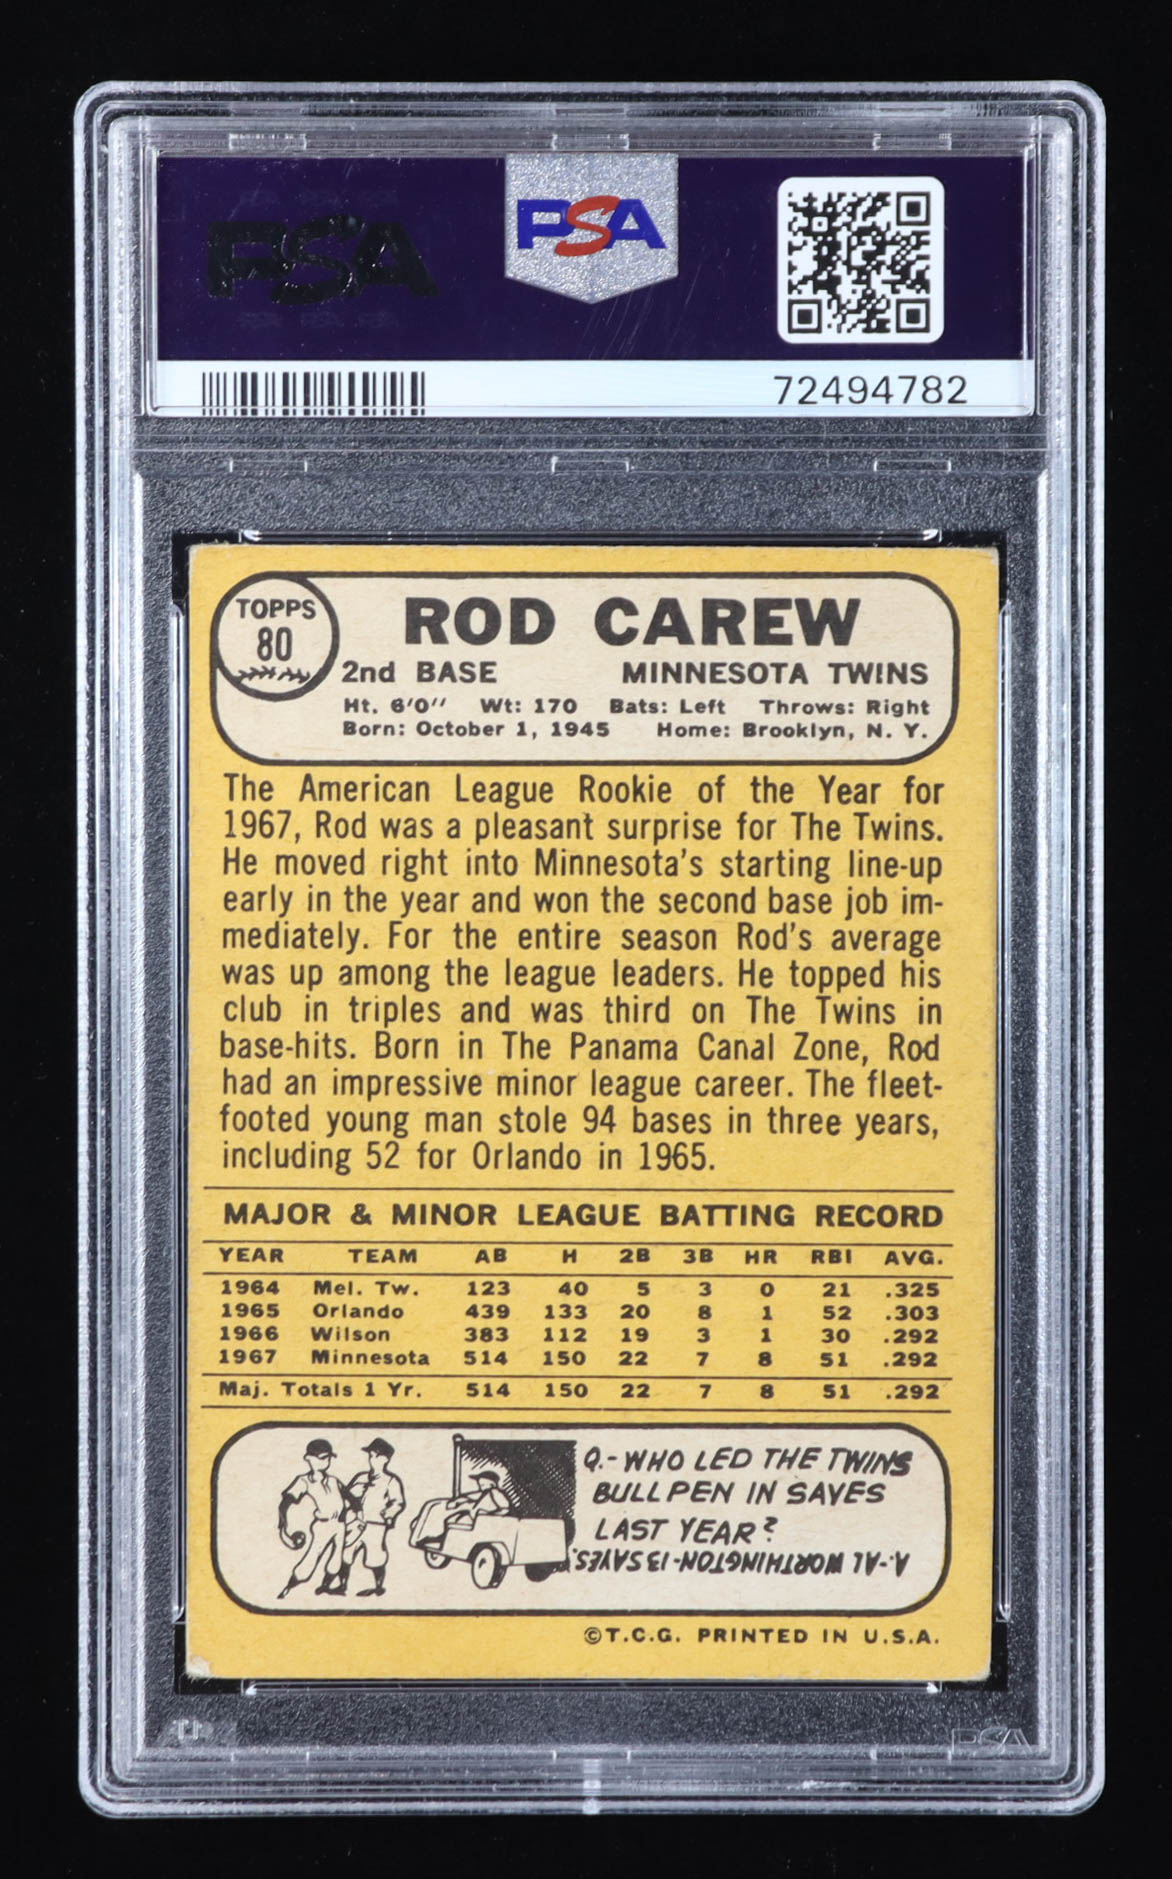 PSA
PSA
72494782
TOPPS
80
ROD CAREW
2nd BASE MINNESOTA TWINS
Ht. 6'0'' Wt: 170 Bats: Left Throws: Right
Born: October 1, 1945 Home: Brooklyn, N. Y.
The American League Rookie of the Year for
1967, Rod was a pleasant surprise for The Twins.
He moved right into Minnesota's starting line-up
early in the year and won the second base job im-
mediately. For the entire season Rod's average
was up among the league leaders. He topped his
club in triples and was third on The Twins in
base-hits. Born in The Panama Canal Zone, Rod
had an impressive minor league career. The fleet-
footed young man stole 94 bases in three years,
including 52 for Orlando in 1965.
MAJOR & MINOR LEAGUE BATTING RECORD
YEAR TEAM AB H 2B 3B HR RBI AVG.
1964 Mel. Tw. 123 40 5 3 0 21 .325
1965 Orlando 439 133 20 8 1 52 .303
1966 Wilson 383 112 19 3 1 30 .292
1967 Minnesota 514 150 22 7 8 51 .292
Maj. Totals 1 Yr. 514 150 22 7 8 51 .292
Q.-WHO LED THE TWINS
BULLPEN IN SAVES
LAST YEAR?
A.-AL WORTHINGTON-13 SAVES.
©T.C.G. PRINTED IN U.S.A.
PSA